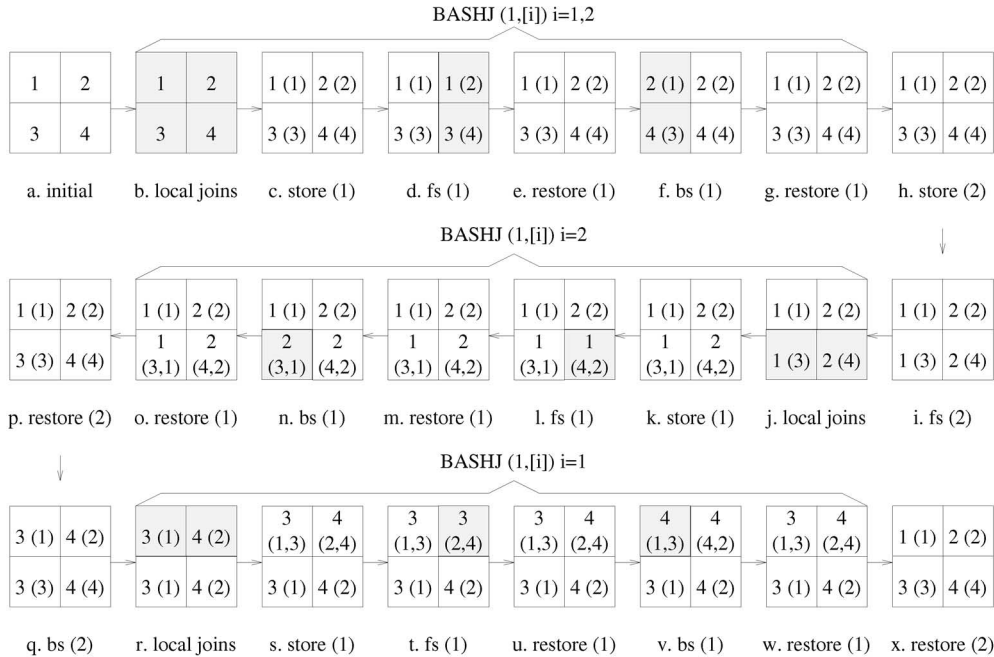 BASHJ (1,[i]) i=1,2
1 2 1 2 1 (1) 2 (2) 1 (1) 1 (2) 1 (1) 2 (2) 2 (1) 2 (2) 1 (1) 2 (2) 1 (1) 2 (2)
3 4 3 4 3 (3) 4 (4) 3 (3) 3 (4) 3 (3) 4 (4) 4 (3) 4 (4) 3 (3) 4 (4) 3 (3) 4 (4)
a. initial b. local joins c. store (1) d. fs (1) e. restore (1) f. bs (1) g. restore (1) h. store (2)
BASHJ (1,[i]) i=2
1 (1) 2 (2) 1 (1) 2 (2) 1 (1) 2 (2) 1 (1) 2 (2) 1 (1) 2 (2) 1 (1) 2 (2) 1 (1) 2 (2) 1 (1) 2 (2)
3 (3) 4 (4) 1 2 2 2 1 2 1 1 1 2 1 (3) 2 (4) 1 (3) 2 (4)
(3,1) (4,2) (3,1) (4,2) (3,1) (4,2) (3,1) (4,2) (3,1) (4,2)
p. restore (2) o. restore (1) n. bs (1) m. restore (1) l. fs (1) k. store (1) j. local joins i. fs (2)
BASHJ (1,[i]) i=1
3 (1) 4 (2) 3 (1) 4 (2) 3 4 3 3 3 4 4 4 3 4 1 (1) 2 (2)
(1,3) (2,4) (1,3) (2,4) (1,3) (2,4) (1,3) (4,2) (1,3) (2,4)
3 (3) 4 (4) 3 (1) 4 (2) 3 (1) 4 (2) 3 (1) 4 (2) 3 (1) 4 (2) 3 (1) 4 (2) 3 (1) 4 (2) 3 (3) 4 (4)
q. bs (2) r. local joins s. store (1) t. fs (1) u. restore (1) v. bs (1) w. restore (1) x. restore (2)